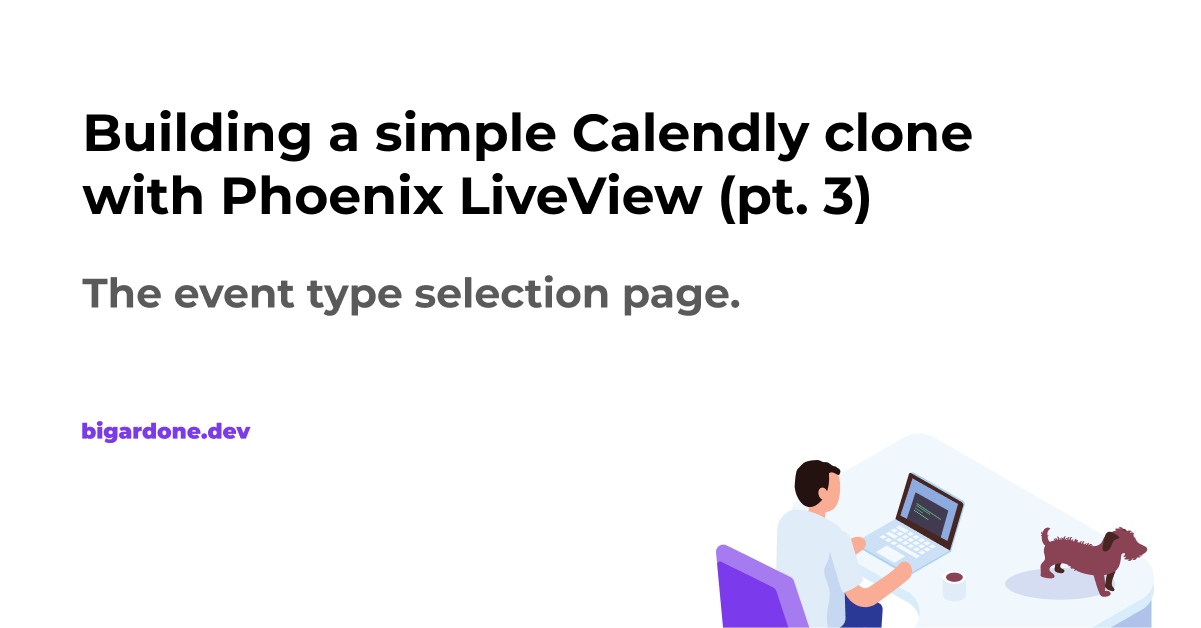 Building a simple Calendly clone
with Phoenix LiveView (pt. 3)
The event type selection page.
bigardone.dev